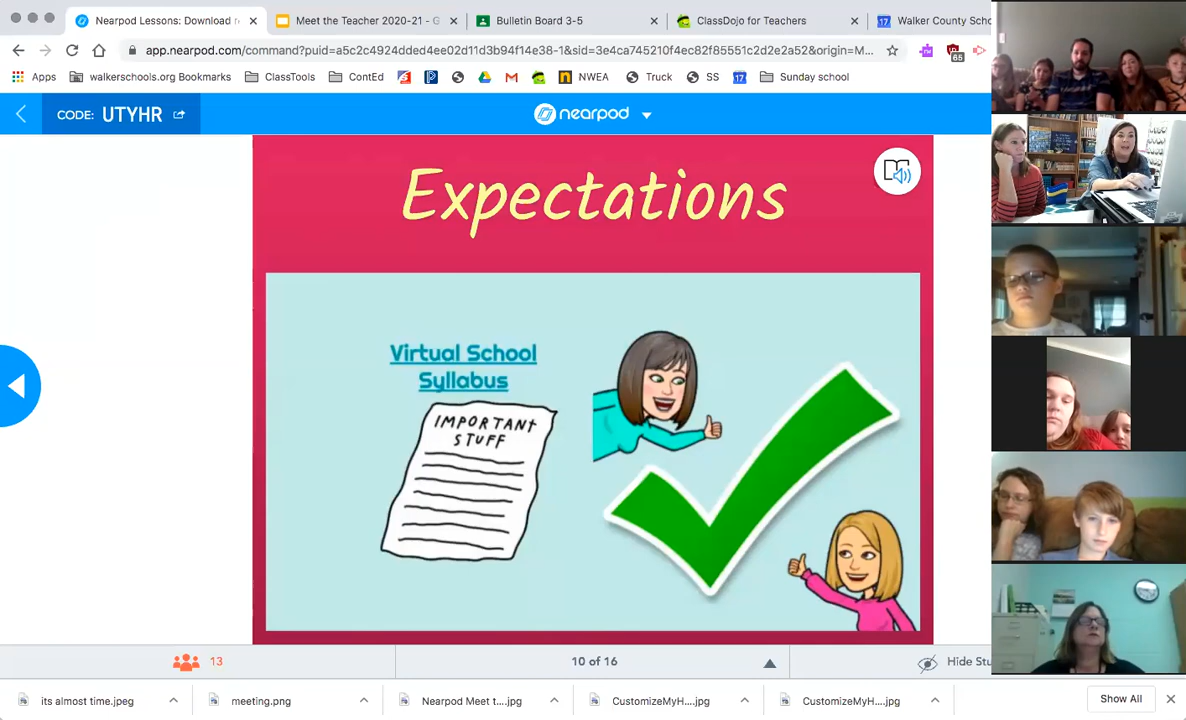 Nearpod Lessons: Download
Meet the Teacher 2020-21 - G
Bulletin Board 3-5
ClassDojo for Teachers
Walker County Sch
app.nearpod.com/command?puid=a5c2c4924dded4ee02d11d3b94f14e38-1&sid=3e4ca745210f4ec82f85551c2d2e2a52&origin=M...
65
Apps
walkerschools.org Bookmarks
ClassTools
ContEd
NWEA
Truck
SS
17
Sunday school
CODE: UTYHR
nearpod
Expectations
Virtual School
Syllabus
IMPORTANT
STUFF
13
10 of 16
Hide Stu
its almost time.jpeg
meeting.png
Nearpod Meet t....jpg
CustomizeMyH....jpg
CustomizeMyH....jpg
Show All